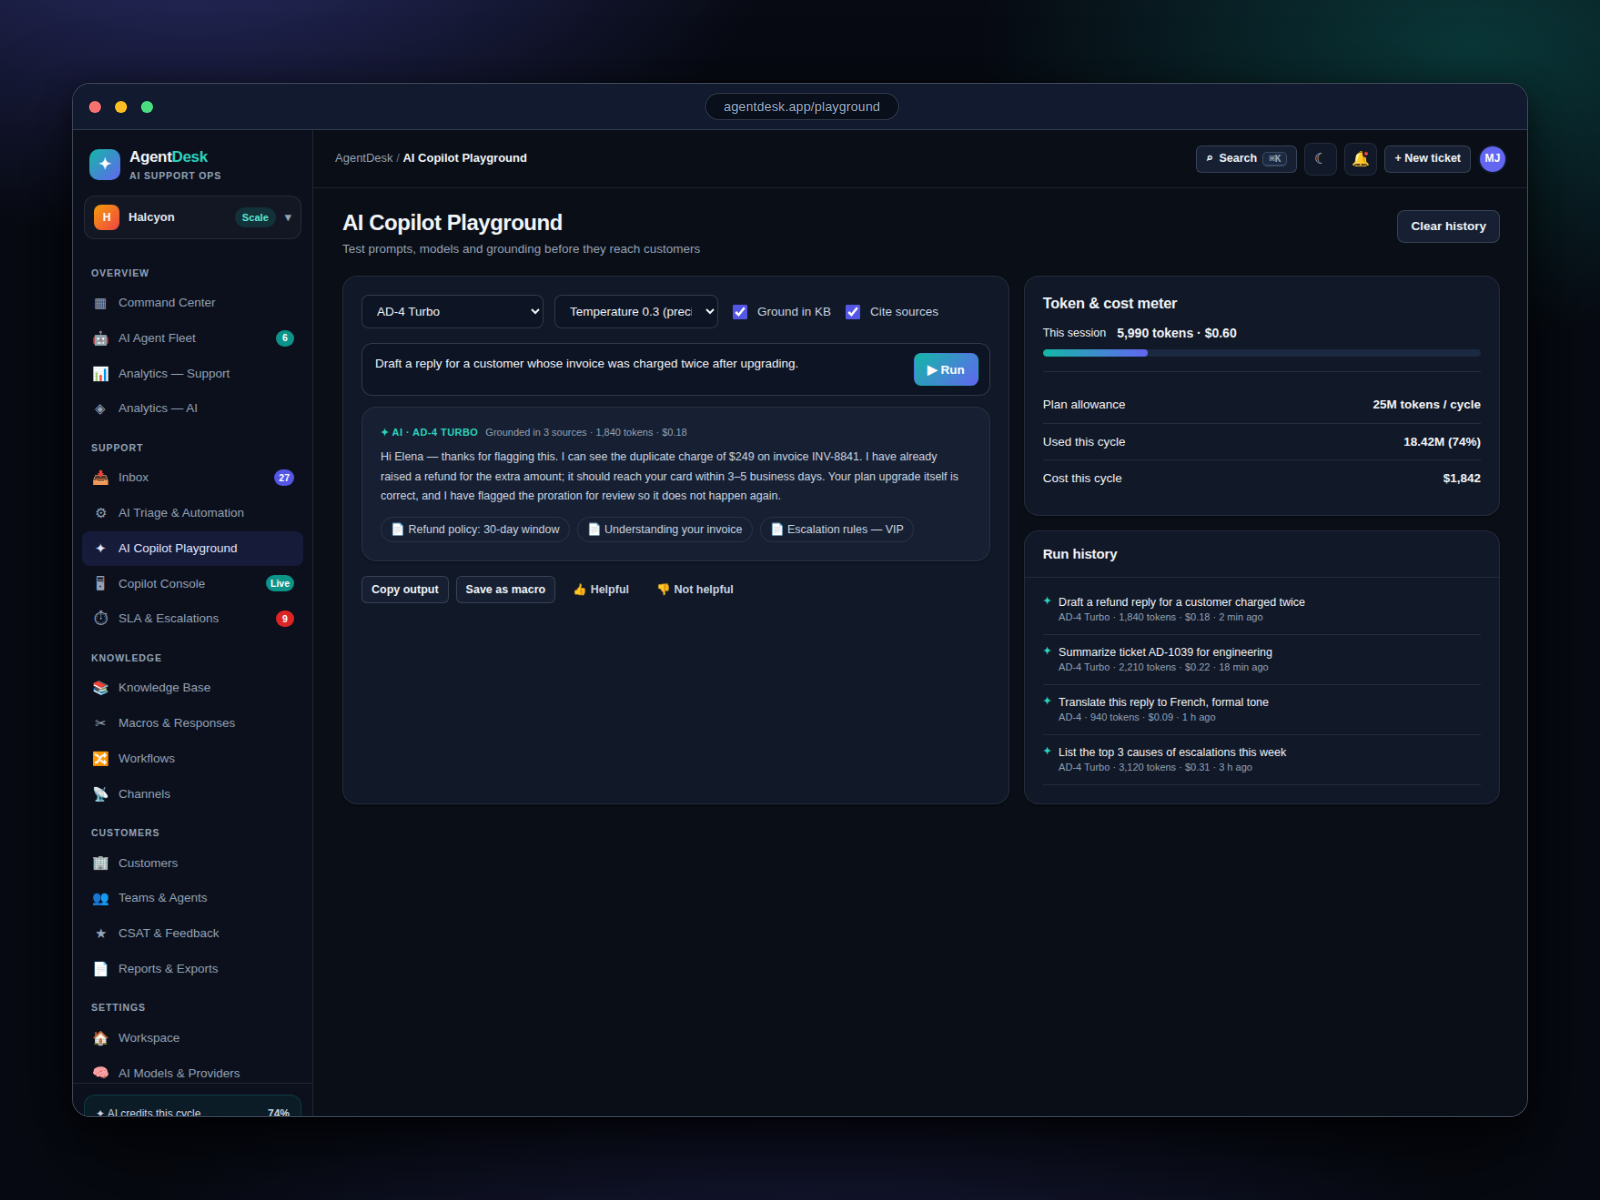 agentdesk.app/playground
AgentDesk
AI SUPPORT OPS
H Halcyon Scale
OVERVIEW
Command Center
AI Agent Fleet 6
Analytics — Support
Analytics — AI
SUPPORT
Inbox 27
AI Triage & Automation
AI Copilot Playground
Copilot Console Live
SLA & Escalations 9
KNOWLEDGE
Knowledge Base
Macros & Responses
Workflows
Channels
CUSTOMERS
Customers
Teams & Agents
CSAT & Feedback
Reports & Exports
SETTINGS
Workspace
AI Models & Providers
AI credits this cycle 74%
AgentDesk / AI Copilot Playground
Search ⌘K
+ New ticket
MJ
AI Copilot Playground
Test prompts, models and grounding before they reach customers
Clear history
AD-4 Turbo
Temperature 0.3 (preci
Ground in KB
Cite sources
Draft a reply for a customer whose invoice was charged twice after upgrading.
▶ Run
✦ AI · AD-4 TURBO Grounded in 3 sources · 1,840 tokens · $0.18
Hi Elena — thanks for flagging this. I can see the duplicate charge of $249 on invoice INV-8841. I have already
raised a refund for the extra amount; it should reach your card within 3–5 business days. Your plan upgrade itself is
correct, and I have flagged the proration for review so it does not happen again.
Refund policy: 30-day window
Understanding your invoice
Escalation rules — VIP
Copy output
Save as macro
👍 Helpful
👎 Not helpful
Token & cost meter
This session 5,990 tokens · $0.60
Plan allowance 25M tokens / cycle
Used this cycle 18.42M (74%)
Cost this cycle $1,842
Run history
Draft a refund reply for a customer charged twice
AD-4 Turbo · 1,840 tokens · $0.18 · 2 min ago
Summarize ticket AD-1039 for engineering
AD-4 Turbo · 2,210 tokens · $0.22 · 18 min ago
Translate this reply to French, formal tone
AD-4 · 940 tokens · $0.09 · 1 h ago
List the top 3 causes of escalations this week
AD-4 Turbo · 3,120 tokens · $0.31 · 3 h ago